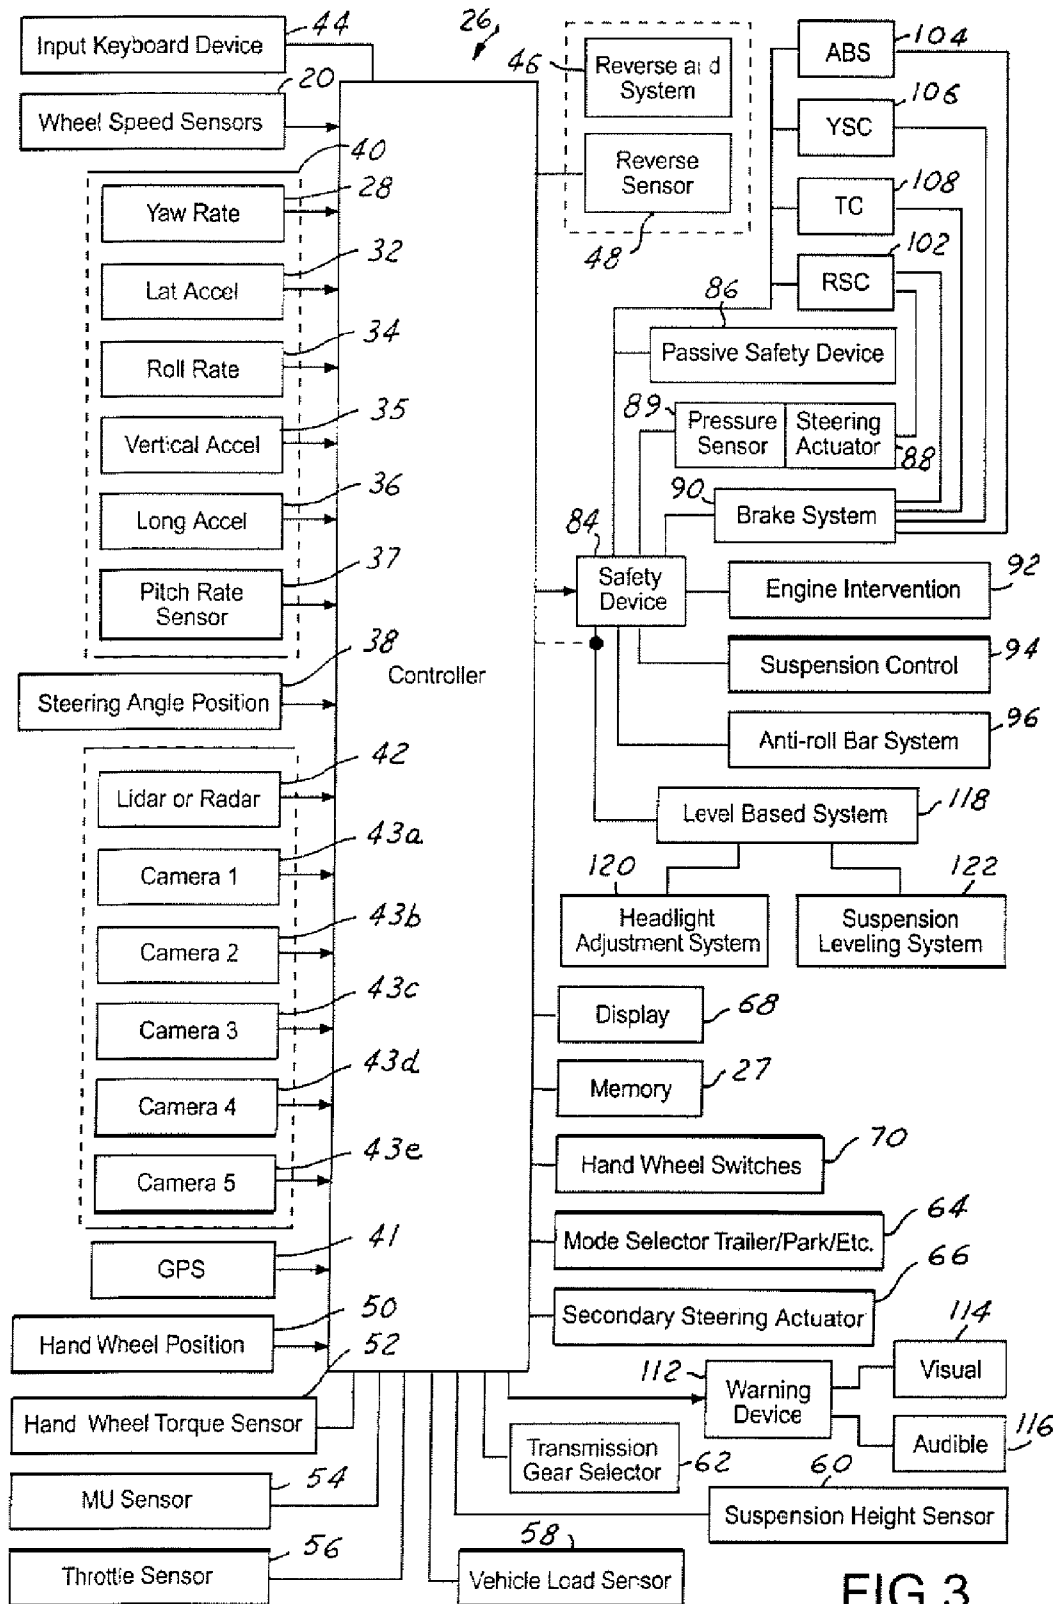 Input Keyboard Device
44
Wheel Speed Sensors
20
40
Yaw Rate
28
Lat Accel
32
Roll Rate
34
Vertical Accel
35
Long Accel
36
Pitch Rate
Sensor
37
Steering Angle Position
38
Lidar or Radar
42
Camera 1
43a
Camera 2
43b
Camera 3
43c
Camera 4
43d
Camera 5
43e
GPS
41
Hand Wheel Position
50
Hand Wheel Torque Sensor
52
MU Sensor
54
Throttle Sensor
56
Controller
26
46
Reverse aid
System
Reverse
Sensor
48
ABS
104
YSC
106
TC
108
RSC
102
86
Passive Safety Device
89
Pressure
Sensor
Steering
Actuator
88
90
Brake System
84
Safety
Device
Engine Intervention
92
Suspension Control
94
Anti-roll Bar System
96
Level Based System
118
120
Headlight
Adjustment System
122
Suspension
Leveling System
Display
68
Memory
27
Hand Wheel Switches
70
Mode Selector Trailer/Park/Etc.
64
Secondary Steering Actuator
66
112
Warning
Device
114
Visual
Audible
116
Transmission
Gear Selector
62
60
Suspension Height Sensor
58
Vehicle Load Sensor
FIG.3